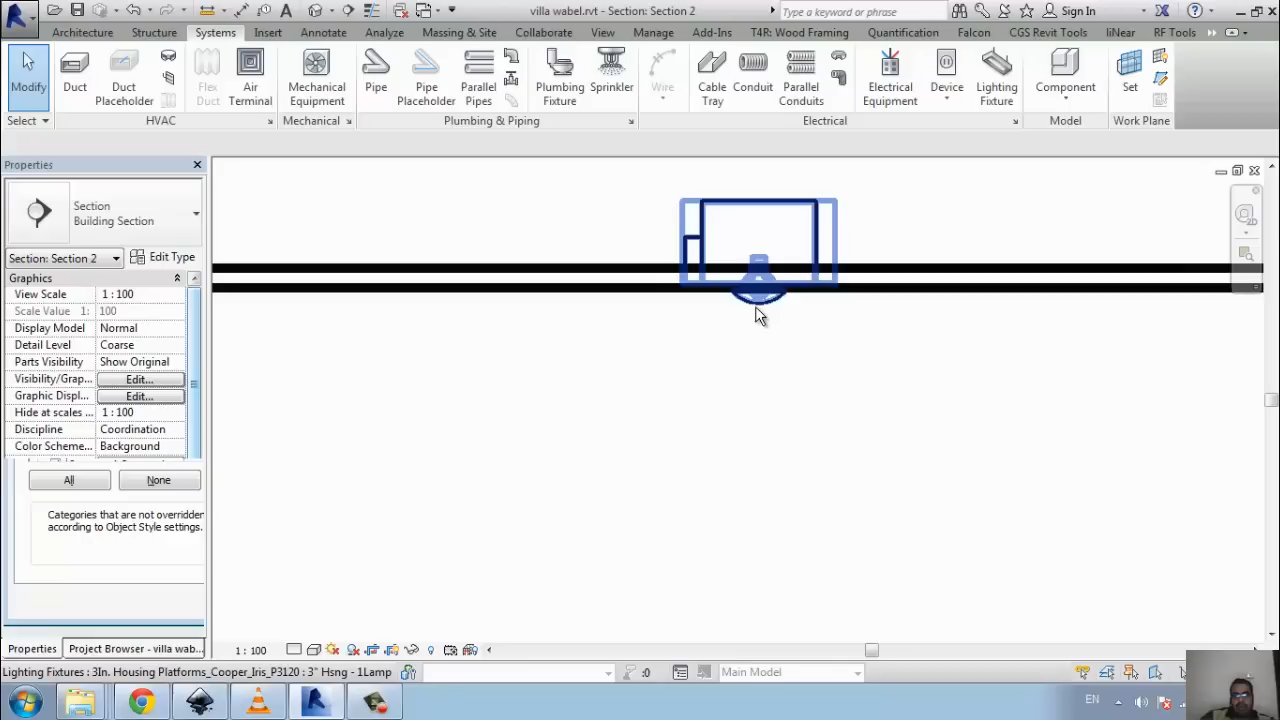 villa wabel.rvt - Section: Section 2
Type a keyword or phrase
Sign In
Architecture Structure Systems Insert Annotate Analyze Massing & Site Collaborate View Manage Add-Ins T4R: Wood Framing Quantification Falcon CGS Revit Tools liNear RF Tools
Modify Duct Duct Placeholder Flex Duct Air Terminal Mechanical Equipment Pipe Pipe Placeholder Parallel Pipes Plumbing Fixture Sprinkler Wire Cable Tray Conduit Parallel Conduits Electrical Equipment Device Lighting Fixture Component Set
Select HVAC Mechanical Plumbing & Piping Electrical Model Work Plane
Properties
Section
Building Section
Section: Section 2 Edit Type
Graphics
View Scale 1 : 100
Scale Value 1: 100
Display Model Normal
Detail Level Coarse
Parts Visibility Show Original
Visibility/Grap... Edit...
Graphic Displ... Edit...
Hide at scales ... 1 : 100
Discipline Coordination
Color Scheme... Background
All None
Categories that are not overridden
according to Object Style settings.
Properties Project Browser - villa wab...
1 : 100
Lighting Fixtures : 3In. Housing Platforms_Cooper_Iris_P3120 : 3" Hsng - 1Lamp
:0 Main Model
EN
2D